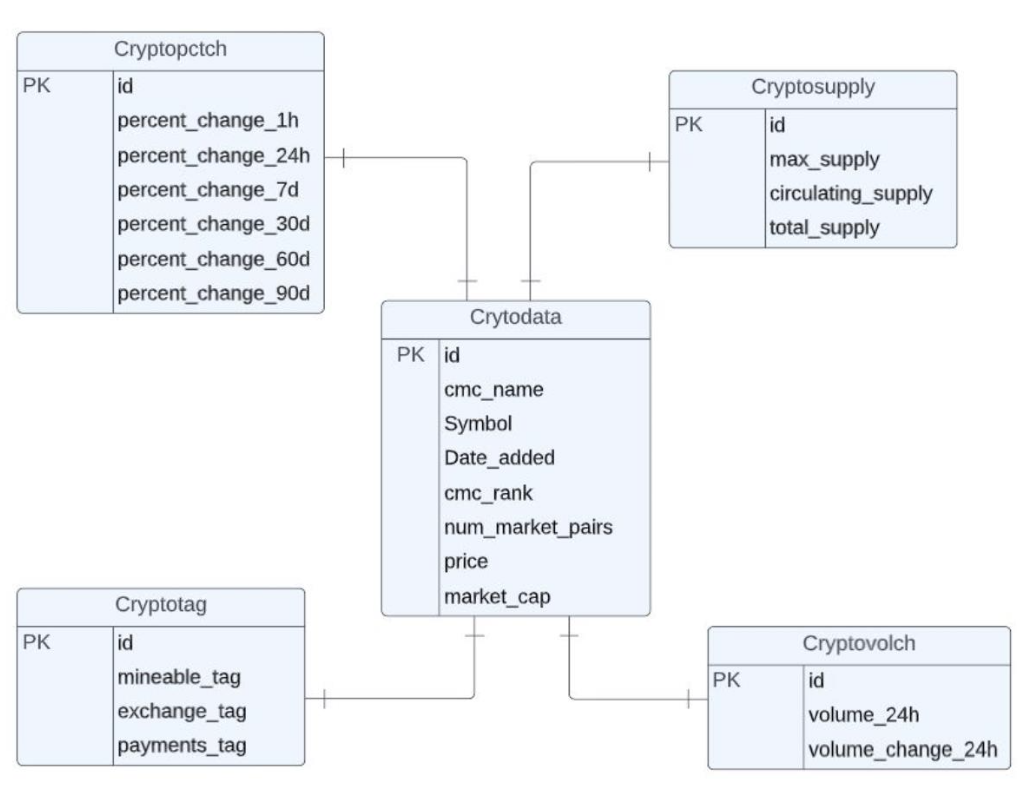 Cryptopctch
PK id
percent_change_1h
percent_change_24h
percent_change_7d
percent_change_30d
percent_change_60d
percent_change_90d
Cryptosupply
PK id
max_supply
circulating_supply
total_supply
Crytodata
PK id
cmc_name
Symbol
Date_added
cmc_rank
num_market_pairs
price
market_cap
Cryptotag
PK id
mineable_tag
exchange_tag
payments_tag
Cryptovolch
PK id
volume_24h
volume_change_24h